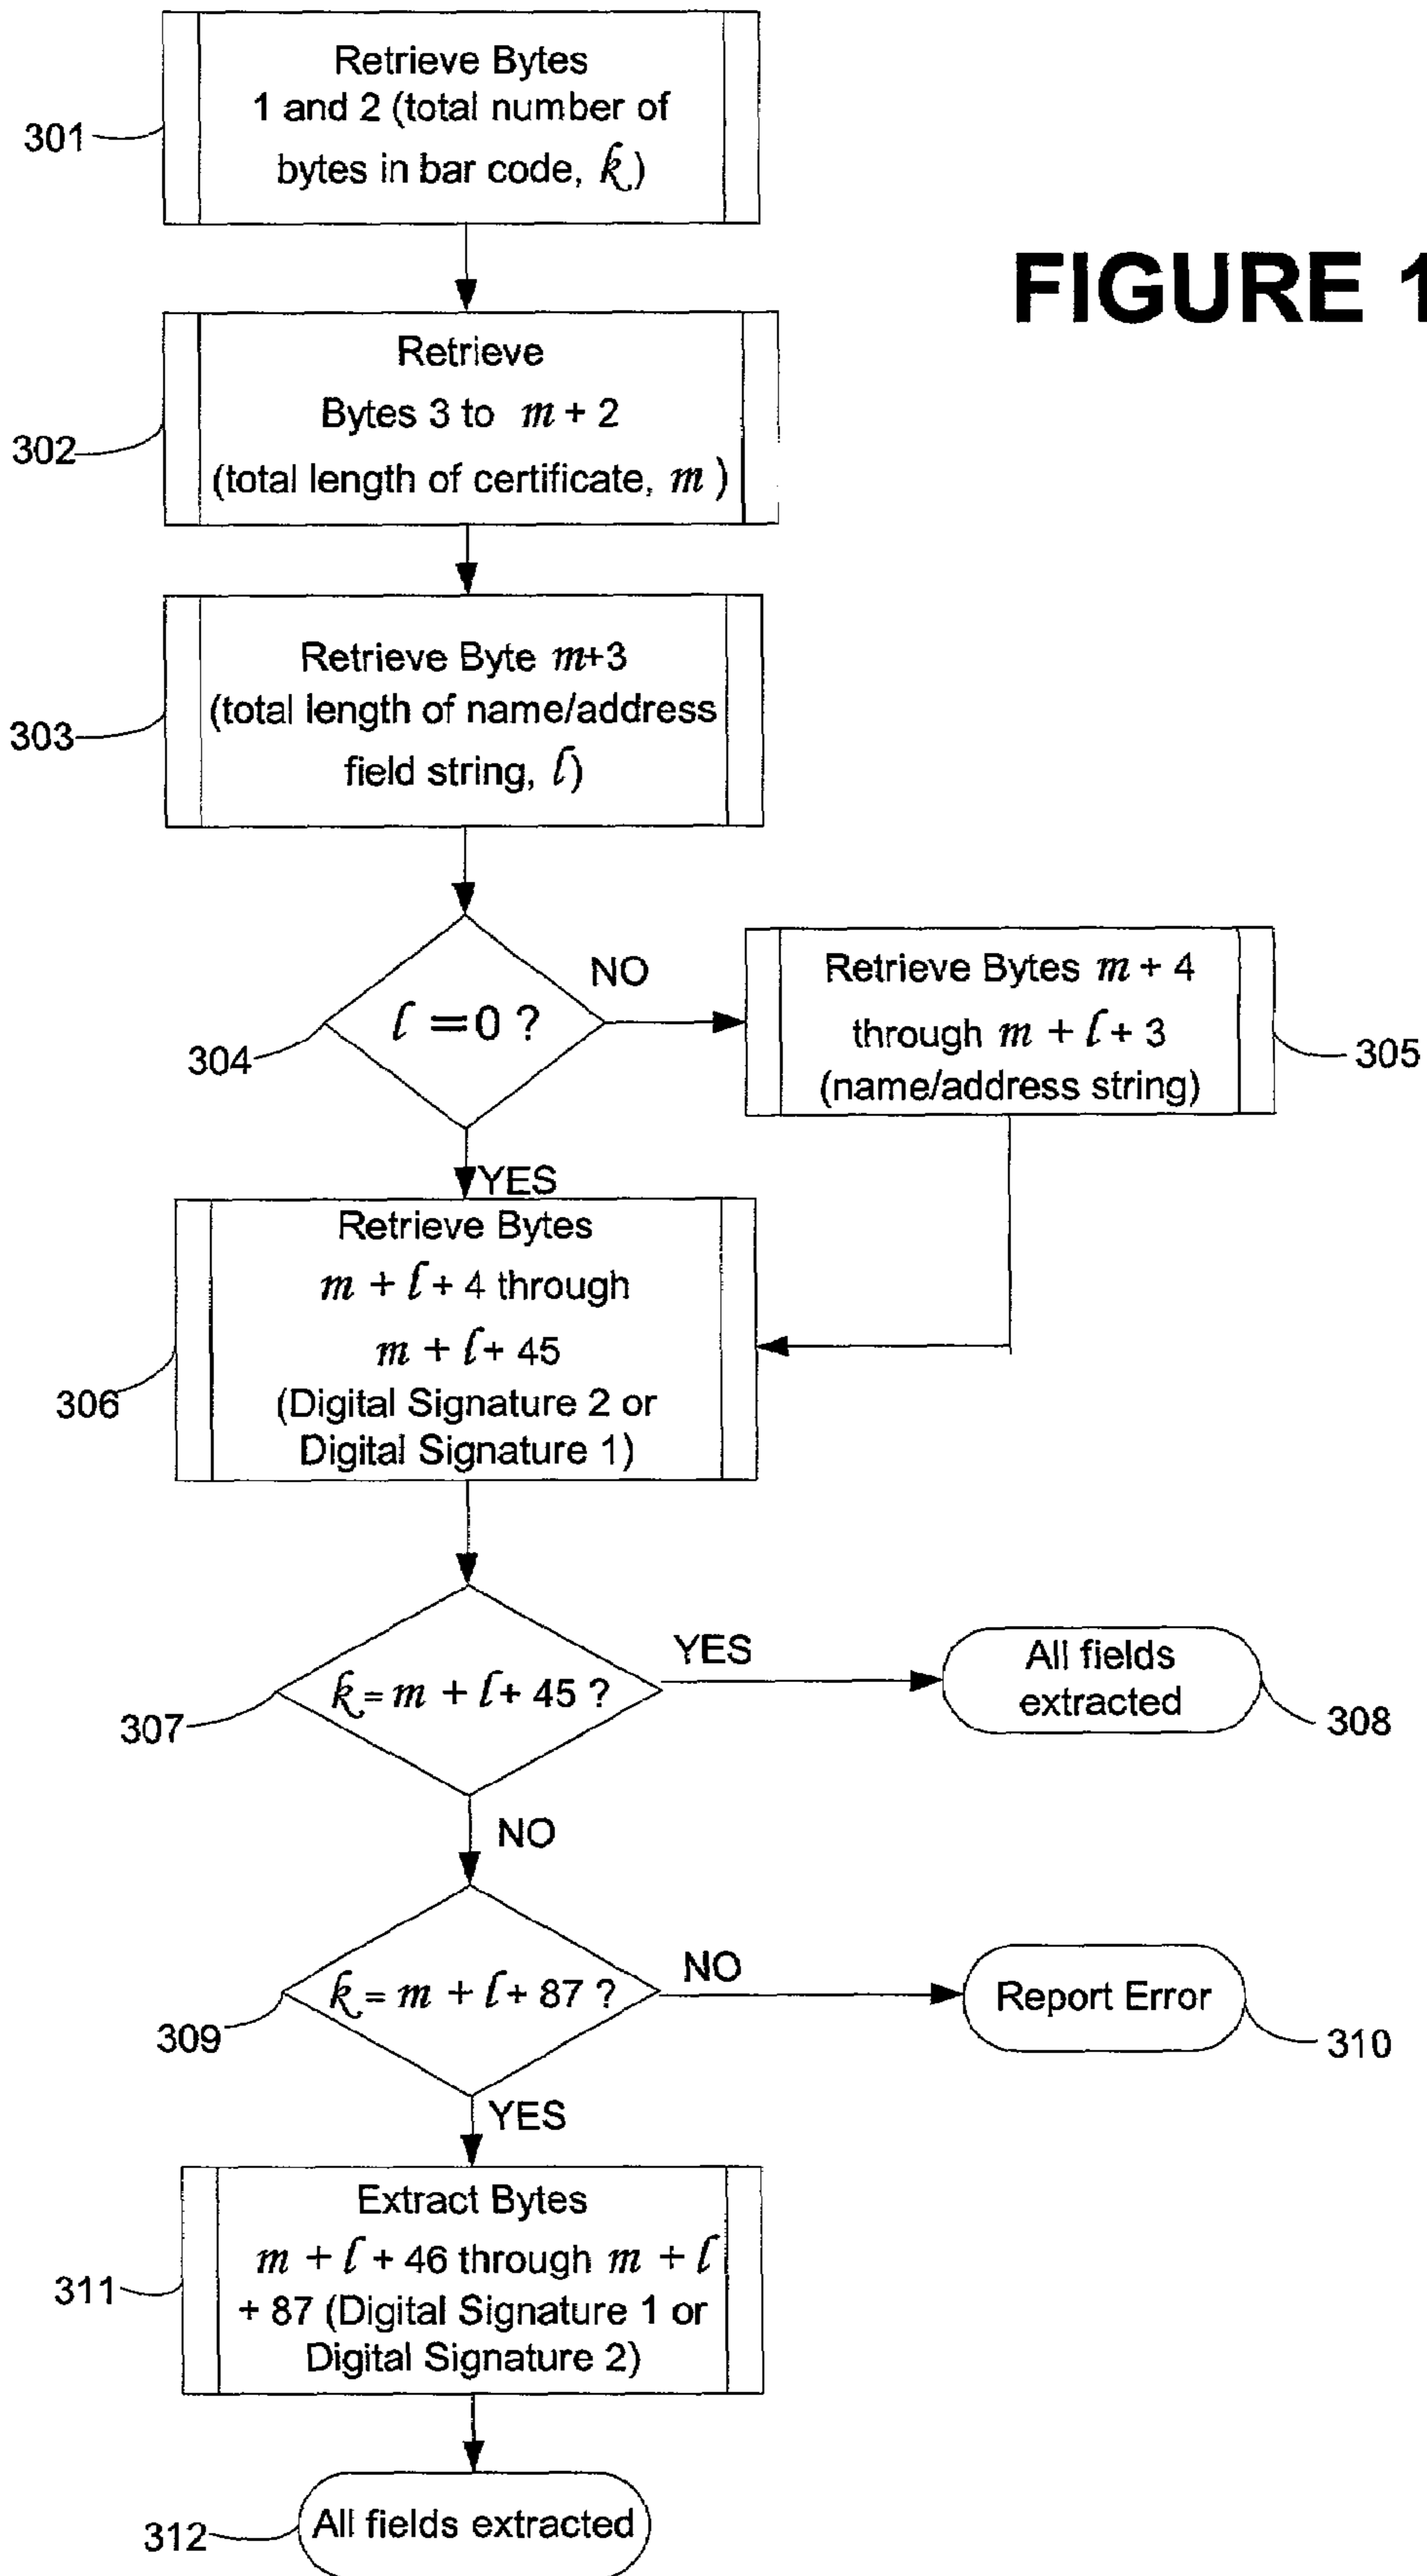 FIGURE 1
301
Retrieve Bytes
1 and 2 (total number of
bytes in bar code, k)
302
Retrieve
Bytes 3 to m + 2
(total length of certificate, m )
303
Retrieve Byte m+3
(total length of name/address
field string, l)
304
l =0 ?
NO
Retrieve Bytes m + 4
through m + l + 3
(name/address string)
305
YES
306
Retrieve Bytes
m + l + 4 through
m + l + 45
(Digital Signature 2 or
Digital Signature 1)
307
k = m + l + 45 ?
YES
All fields
extracted
308
NO
309
k = m + l + 87 ?
NO
Report Error
310
YES
311
Extract Bytes
m + l + 46 through m + l
+ 87 (Digital Signature 1 or
Digital Signature 2)
312
All fields extracted